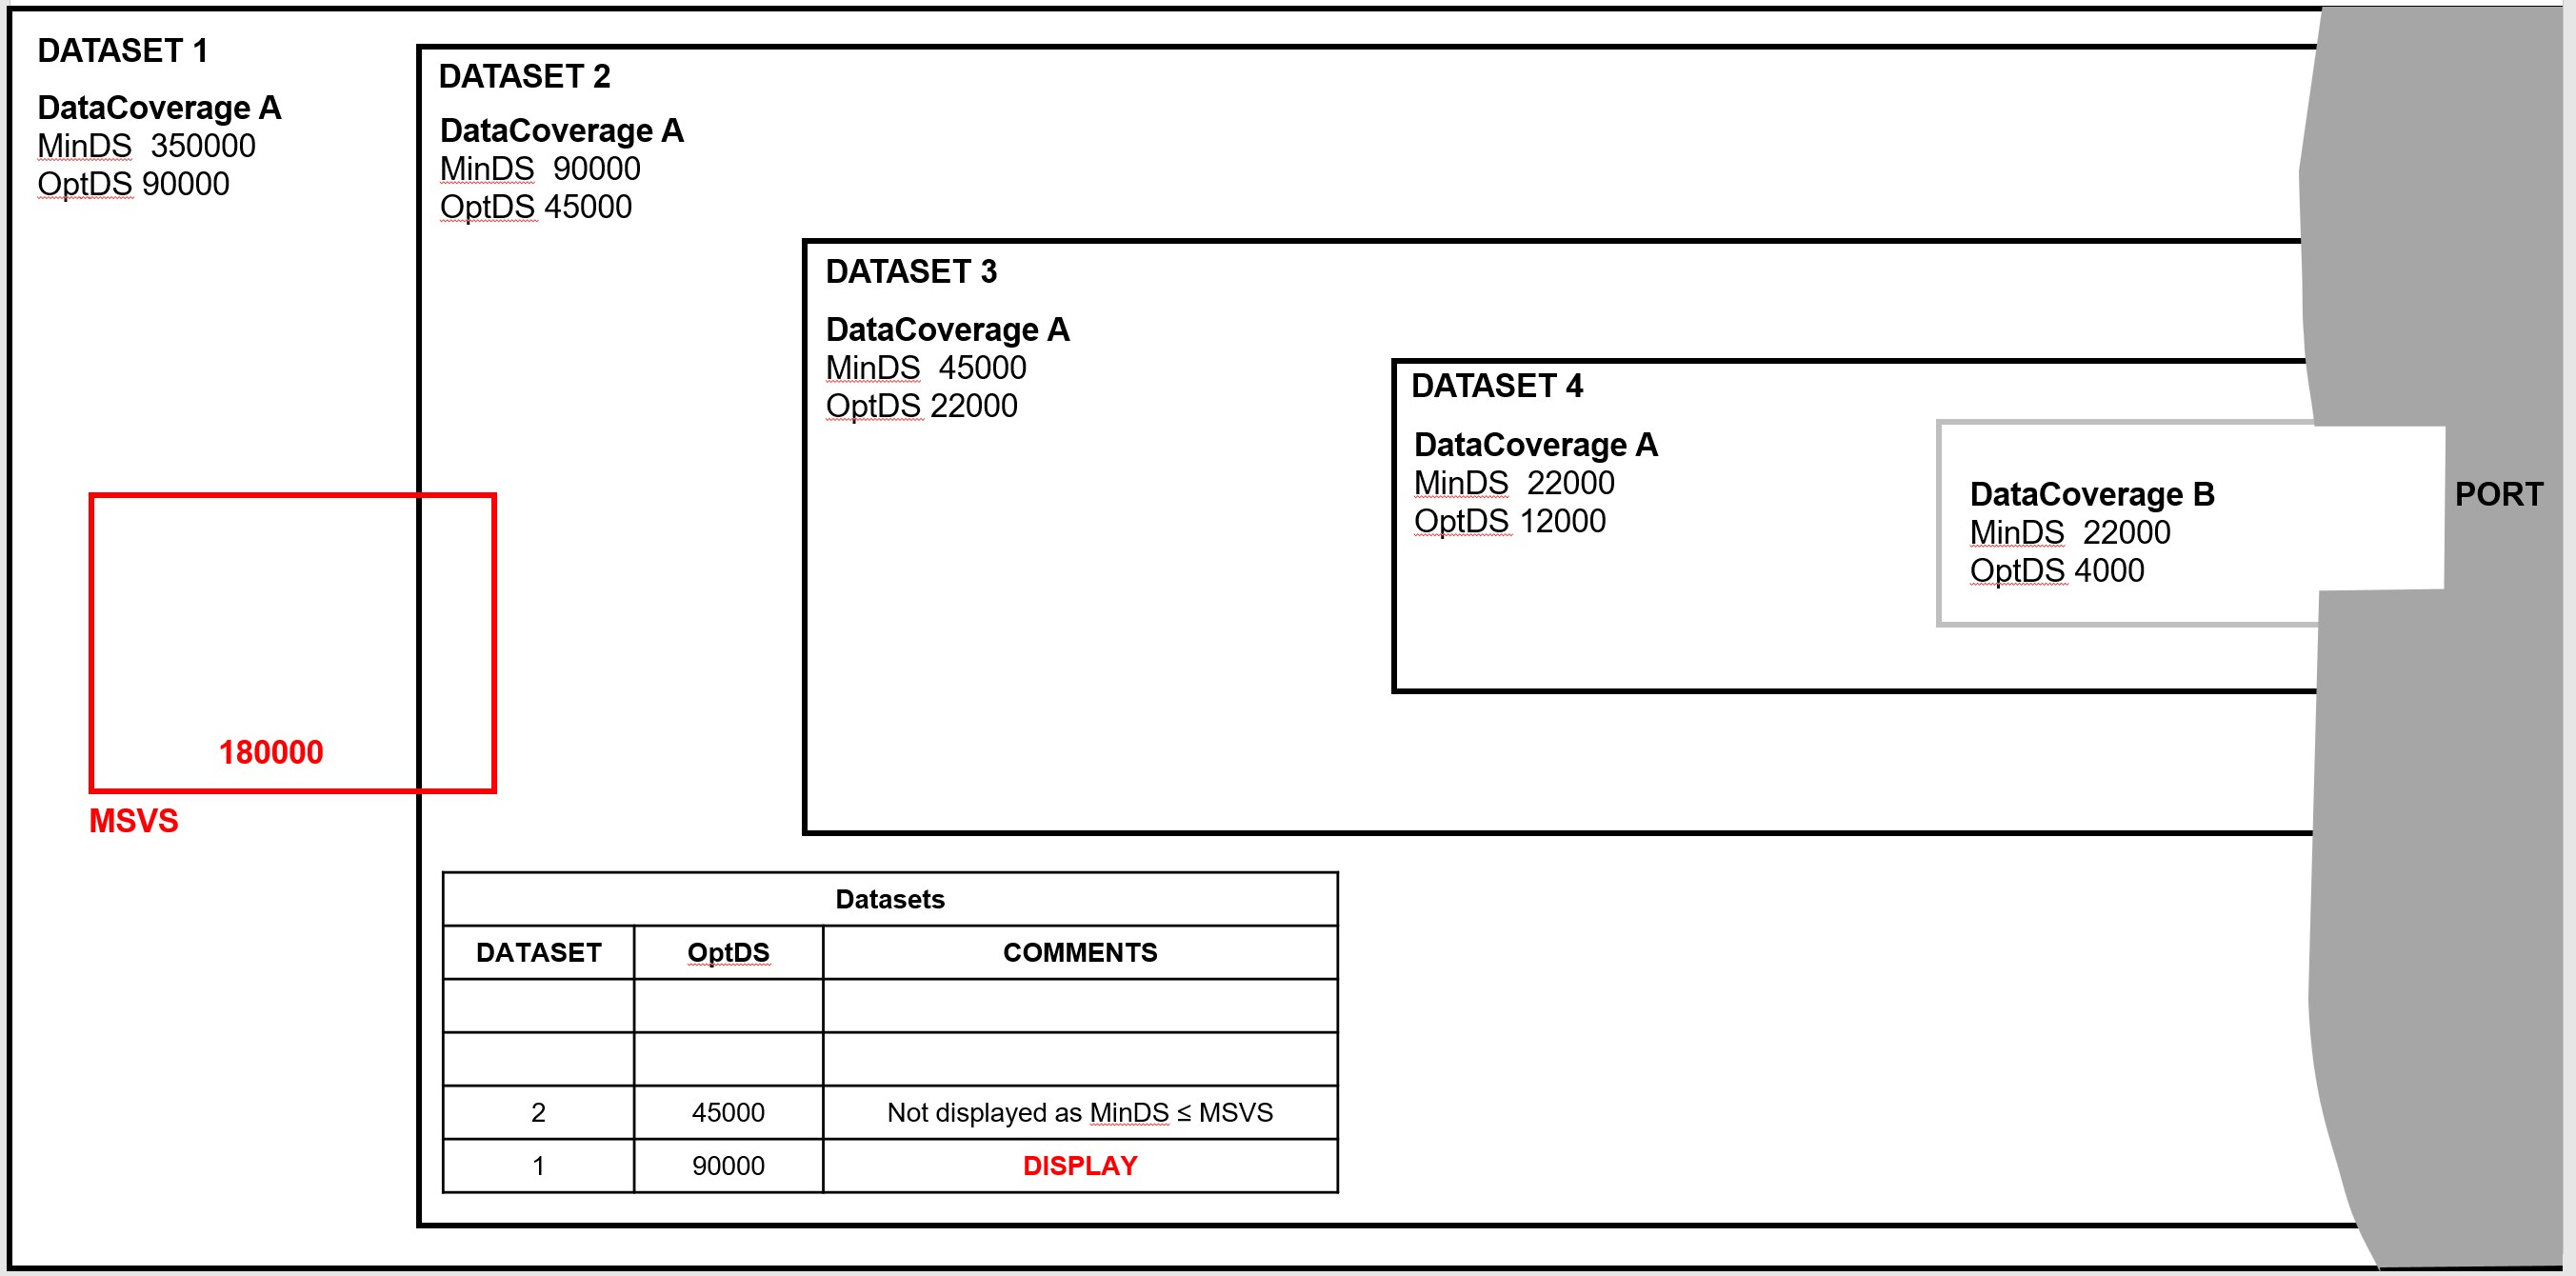 DATASET 1
DataCoverage A
MinDS  350000
OptDS 90000
DATASET 2
DataCoverage A
MinDS  90000
OptDS 45000
DATASET 3
DataCoverage A
MinDS  45000
OptDS 22000
DATASET 4
DataCoverage A
MinDS  22000
OptDS 12000
DataCoverage B
MinDS  22000
OptDS 4000
PORT
180000
MSVS
Datasets
DATASET OptDS COMMENTS
2 45000 Not displayed as MinDS ≤ MSVS
1 90000 DISPLAY